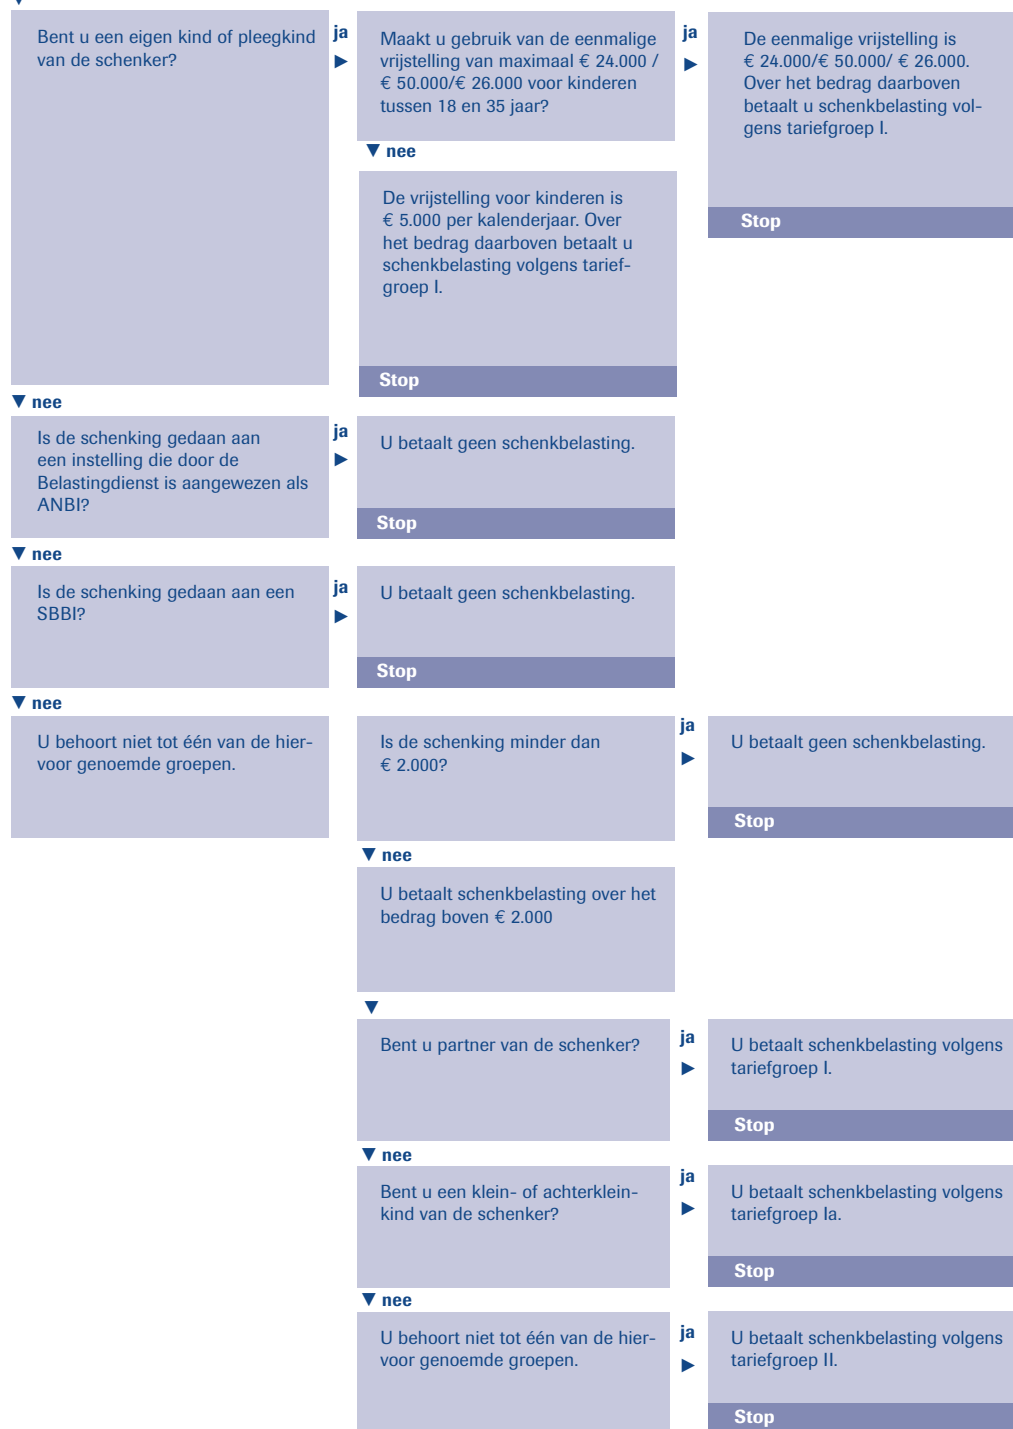 Bent u een eigen kind of pleegkind
van de schenker?
ja
Maakt u gebruik van de eenmalige
vrijstelling van maximaal € 24.000 /
€ 50.000/€ 26.000 voor kinderen
tussen 18 en 35 jaar?
ja
De eenmalige vrijstelling is
€ 24.000/€ 50.000/ € 26.000.
Over het bedrag daarboven
betaalt u schenkbelasting vol-
gens tariefgroep I.
Stop
nee
De vrijstelling voor kinderen is
€ 5.000 per kalenderjaar. Over
het bedrag daarboven betaalt u
schenkbelasting volgens tarief-
groep I.
Stop
nee
Is de schenking gedaan aan
een instelling die door de
Belastingdienst is aangewezen als
ANBI?
ja
U betaalt geen schenkbelasting.
Stop
nee
Is de schenking gedaan aan een
SBBI?
ja
U betaalt geen schenkbelasting.
Stop
nee
U behoort niet tot één van de hier-
voor genoemde groepen.
Is de schenking minder dan
€ 2.000?
ja
U betaalt geen schenkbelasting.
Stop
nee
U betaalt schenkbelasting over het
bedrag boven € 2.000
Bent u partner van de schenker?
ja
U betaalt schenkbelasting volgens
tariefgroep I.
Stop
nee
Bent u een klein- of achterklein-
kind van de schenker?
ja
U betaalt schenkbelasting volgens
tariefgroep Ia.
Stop
nee
U behoort niet tot één van de hier-
voor genoemde groepen.
ja
U betaalt schenkbelasting volgens
tariefgroep II.
Stop